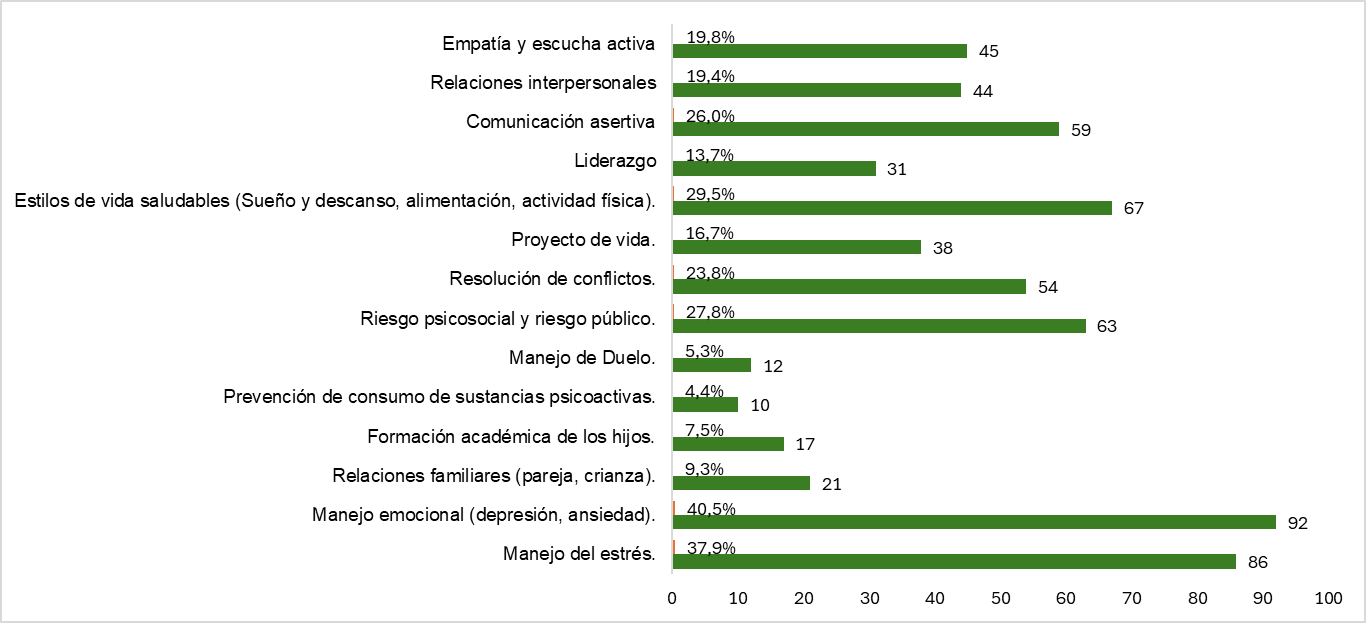 19,8%
Empatía y escucha activa 45
19,4%
Relaciones interpersonales 44
26,0%
Comunicación asertiva 59
13,7%
Liderazgo 31
29,5%
Estilos de vida saludables (Sueño y descanso, alimentación, actividad física). 67
16,7%
Proyecto de vida. 38
23,8%
Resolución de conflictos. 54
27,8%
Riesgo psicosocial y riesgo público. 63
5,3%
Manejo de Duelo. 12
4,4%
Prevención de consumo de sustancias psicoactivas. 10
7,5%
Formación académica de los hijos. 17
9,3%
Relaciones familiares (pareja, crianza). 21
40,5%
Manejo emocional (depresión, ansiedad). 92
37,9%
Manejo del estrés. 86
0 10 20 30 40 50 60 70 80 90 100